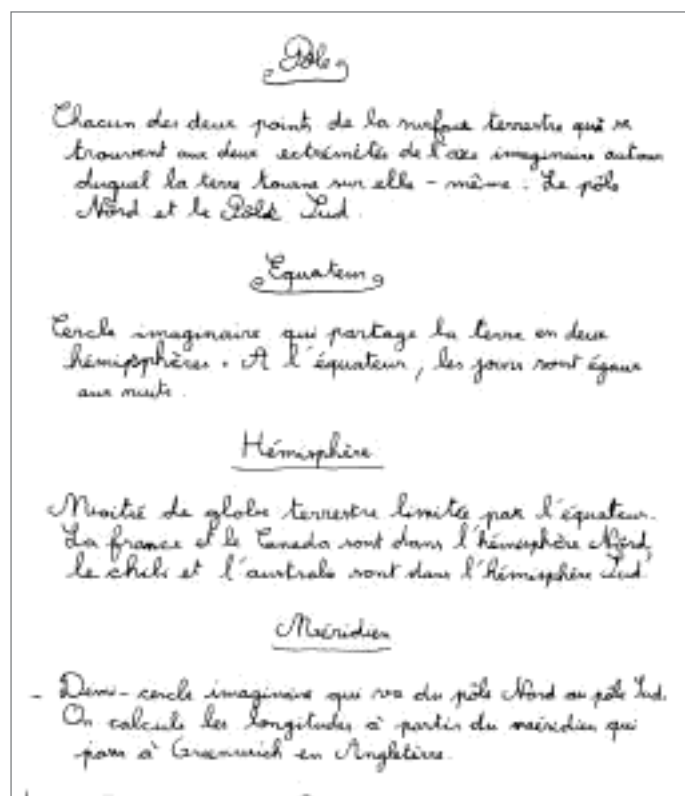 Pôle
Chacun des deux point de la surface terrestre qui se
trouvent aux deux extrémités de l'axe imaginaire autour
duquel la terre tourne sur elle-même : Le pôle
Nord et le Pôle Sud.
Equateur
Cercle imaginaire qui partage la terre en deux
hémisphères. A l'équateur, les jours sont égaux
aux nuits.
Hémisphère
Moitié de globe terrestre limitée par l'équateur.
La france et le Canada sont dans l'hémisphère Nord,
le chili et l'australe sont dans l'hémisphère Sud.
Méridien
- Demi-cercle imaginaire qui va du pôle Nord au pôle Sud.
On calcule les longitudes à partir du méridien qui
pass à Greenwich en Angleterre.